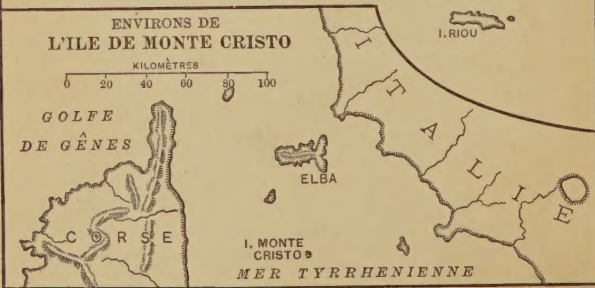 ENVIRONS DE
L'ILE DE MONTE CRISTO
KILOMÈTRES
0 20 40 60 80 100
I. RIOU
GOLFE
DE GÊNES
ITALIE
ELBA
CORSE
I. MONTE
CRISTO
MER TYRRHENIENNE